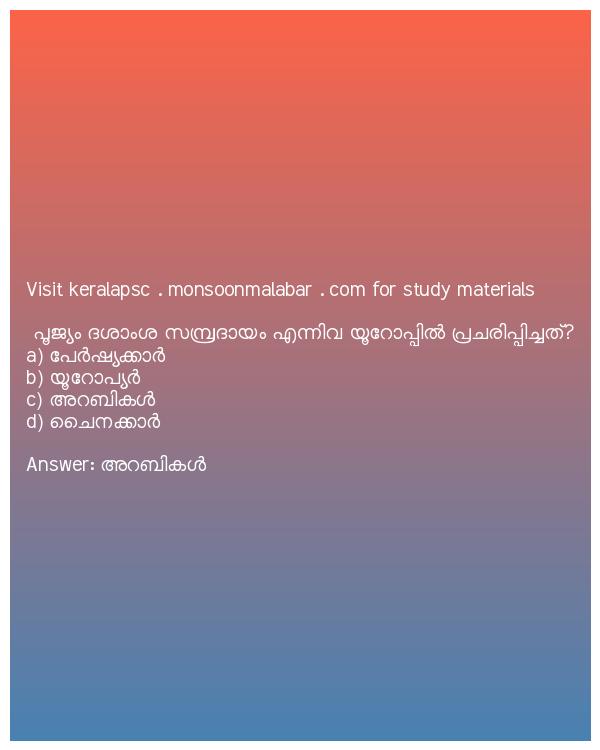 Visit keralapsc . monsoonmalabar . com for study materials
പൂജ്യം ദശാംശ സമ്പ്രദായം എന്നിവ യൂറോപ്പിൽ പ്രചരിപ്പിച്ചത്?
a) പേർഷ്യക്കാർ
b) യൂറോപ്യർ
c) അറബികൾ
d) ചൈനക്കാർ
Answer: അറബികൾ